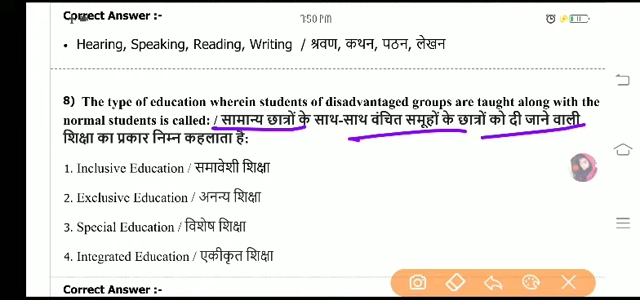 Correct Answer :-
1:50 PM
• Hearing, Speaking, Reading, Writing / श्रवण, कथन, पठन, लेखन
8) The type of education wherein students of disadvantaged groups are taught along with the
normal students is called: / सामान्य छात्रों के साथ-साथ वंचित समूहों के छात्रों को दी जाने वाली
शिक्षा का प्रकार निम्न कहलाता है:
1. Inclusive Education / समावेशी शिक्षा
2. Exclusive Education / अनन्य शिक्षा
3. Special Education / विशेष शिक्षा
4. Integrated Education / एकीकृत शिक्षा
Correct Answer :-